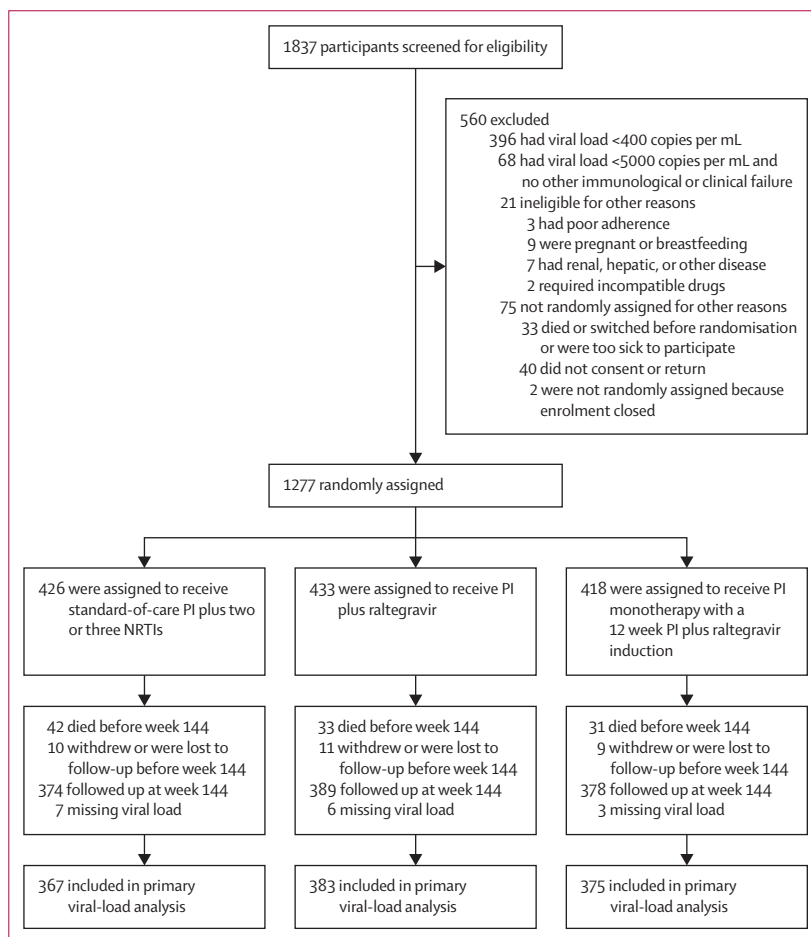 1837 participants screened for eligibility
560 excluded
396 had viral load <400 copies per mL
68 had viral load <5000 copies per mL and
no other immunological or clinical failure
21 ineligible for other reasons
3 had poor adherence
9 were pregnant or breastfeeding
7 had renal, hepatic, or other disease
2 required incompatible drugs
75 not randomly assigned for other reasons
33 died or switched before randomisation
or were too sick to participate
40 did not consent or return
2 were not randomly assigned because
enrolment closed
1277 randomly assigned
426 were assigned to receive
standard-of-care PI plus two
or three NRTIs
433 were assigned to receive PI
plus raltegravir
418 were assigned to receive PI
monotherapy with a
12 week PI plus raltegravir
induction
42 died before week 144
10 withdrew or were lost to
follow-up before week 144
374 followed up at week 144
7 missing viral load
33 died before week 144
11 withdrew or were lost to
follow-up before week 144
389 followed up at week 144
6 missing viral load
31 died before week 144
9 withdrew or were lost to
follow-up before week 144
378 followed up at week 144
3 missing viral load
367 included in primary
viral-load analysis
383 included in primary
viral-load analysis
375 included in primary
viral-load analysis